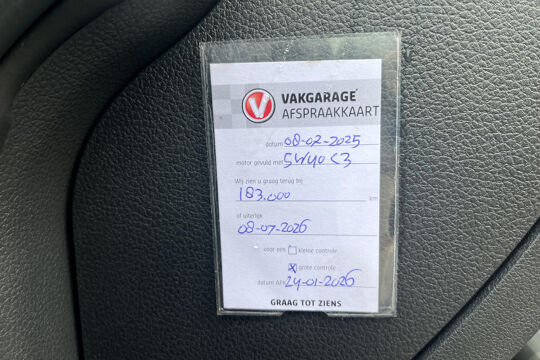 VAKGARAGE
AFSPRAAKKAART
datum 08-02-2025
motor gevuld met 5W40 C3
Wij zien u graag terug bij
183.000 km
of uiterlijk
08-07-2026
voor een kleine controle
grote controle
datum APK 24-01-2026
GRAAG TOT ZIENS